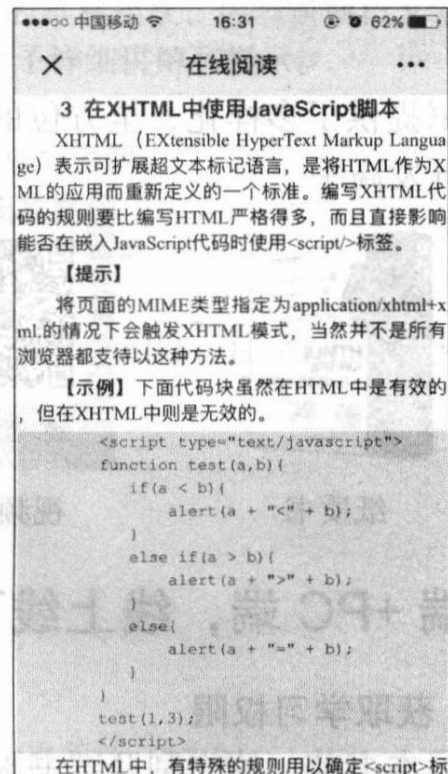 中国移动 16:31 62%
在线阅读
3 在XHTML中使用JavaScript脚本
XHTML（EXtensible HyperText Markup Langua
ge）表示可扩展超文本标记语言，是将HTML作为X
ML的应用而重新定义的一个标准。编写XHTML代
码的规则要比编写HTML严格得多，而且直接影响
能否在嵌入JavaScript代码时使用<script/>标签。
【提示】
将页面的MIME类型指定为application/xhtml+x
ml.的情况下会触发XHTML模式，当然并不是所有
浏览器都支待以这种方法。
【示例】下面代码块虽然在HTML中是有效的
，但在XHTML中则是无效的。
<script type="text/javascript">
function test(a,b){
if(a < b){
alert(a + "<" + b);
}
else if(a > b){
alert(a + ">" + b);
}
else{
alert(a + "=" + b);
}
}
test(1,3);
</script>
在HTML中，有特殊的规则用以确定<script>标